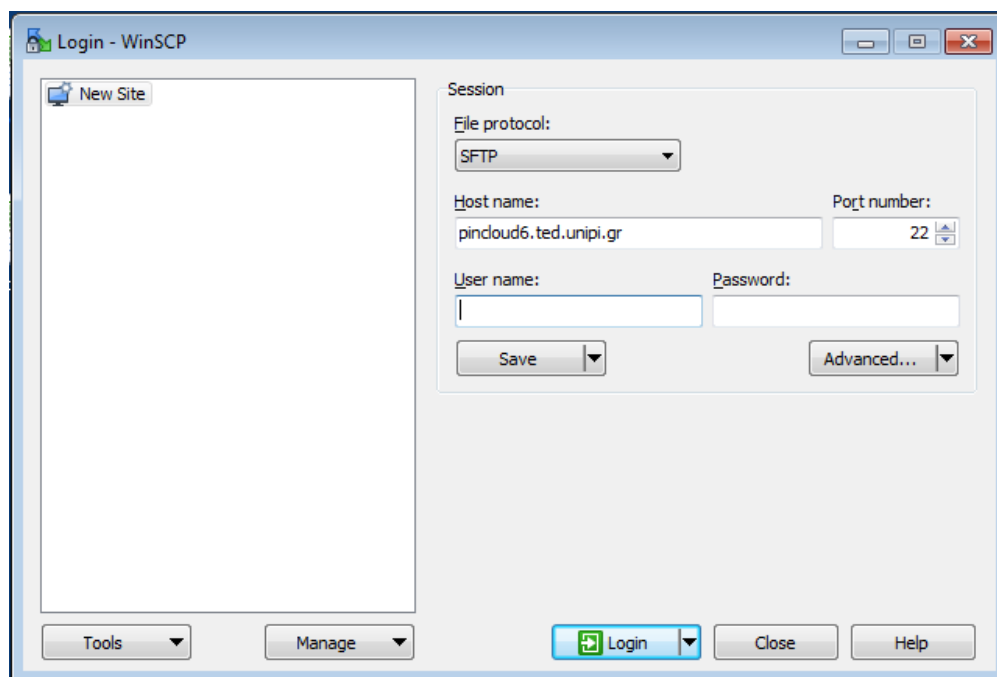 Login - WinSCP
New Site
Session
File protocol:
SFTP
Host name: Port number:
pincloud6.ted.unipi.gr 22
User name: Password:
Save Advanced...
Tools Manage Login Close Help